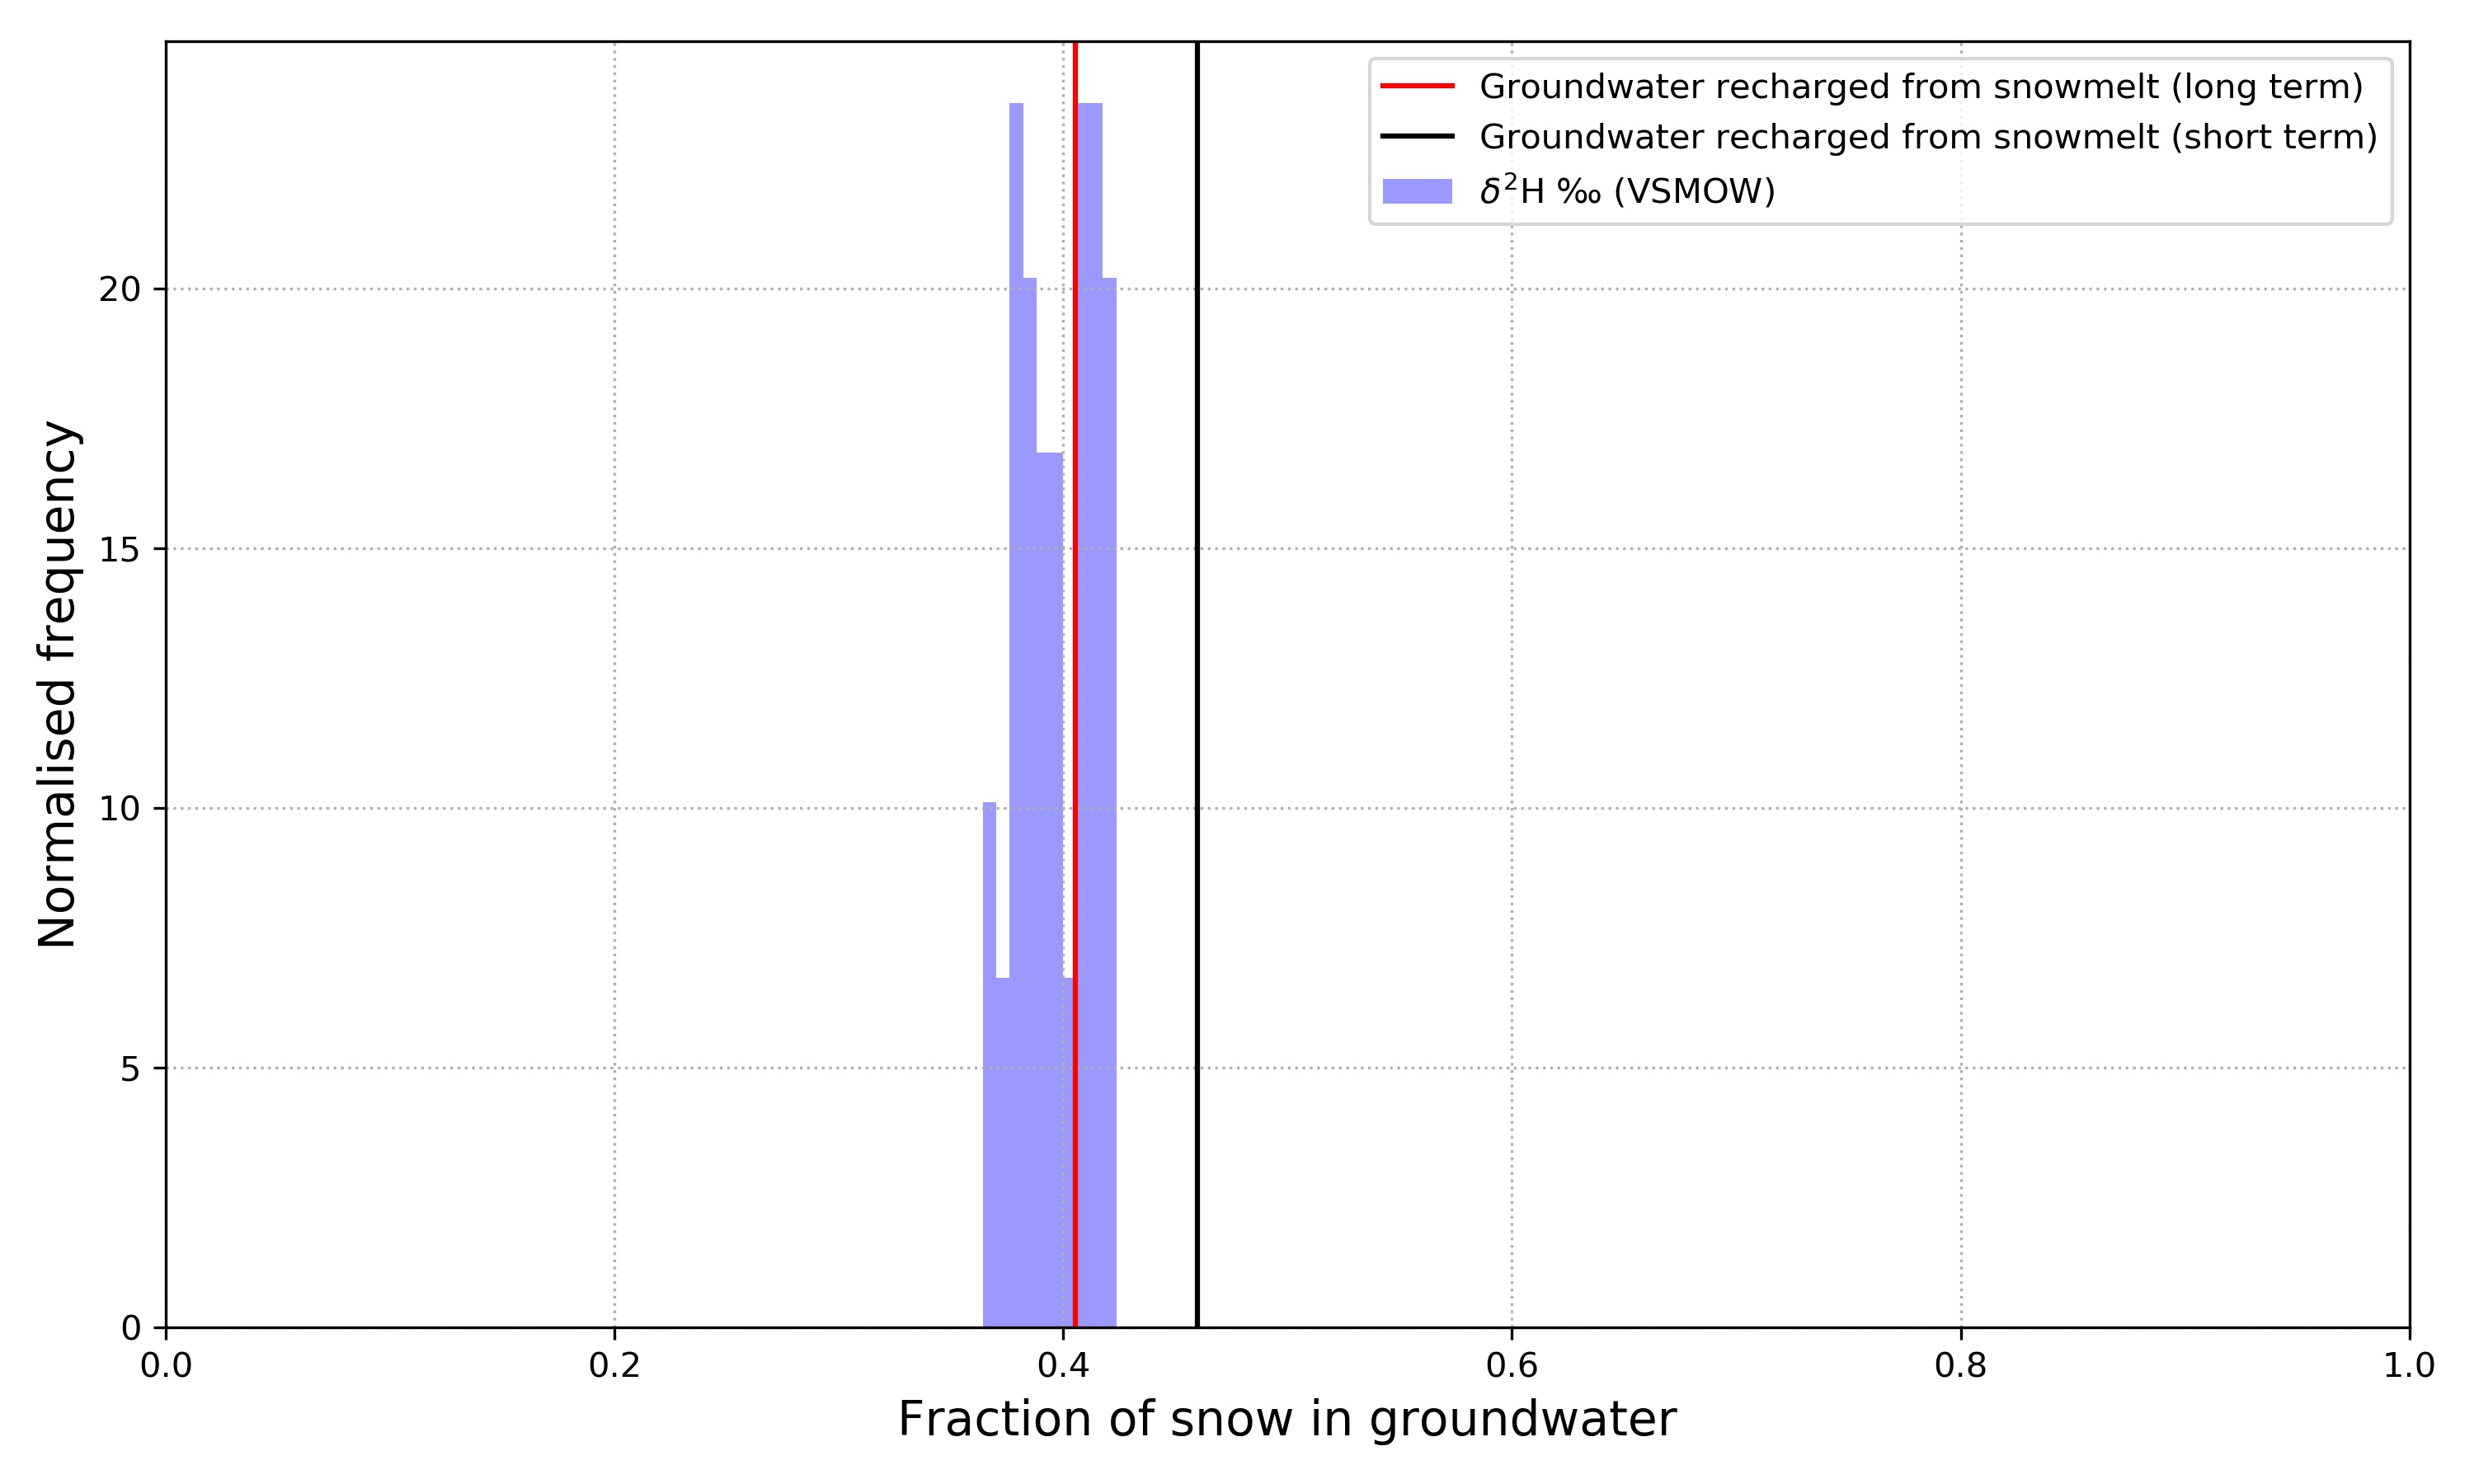 Groundwater recharged from snowmelt (long term)
Groundwater recharged from snowmelt (short term)
δ²H ‰ (VSMOW)
Normalised frequency
20
15
10
5
0
0.0 0.2 0.4 0.6 0.8 1.0
Fraction of snow in groundwater